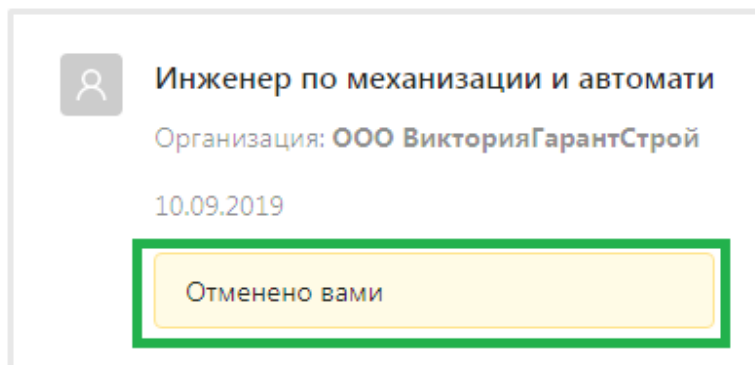 Инженер по механизации и автомати
Организация: ООО ВикторияГарантСтрой
10.09.2019
Отменено вами